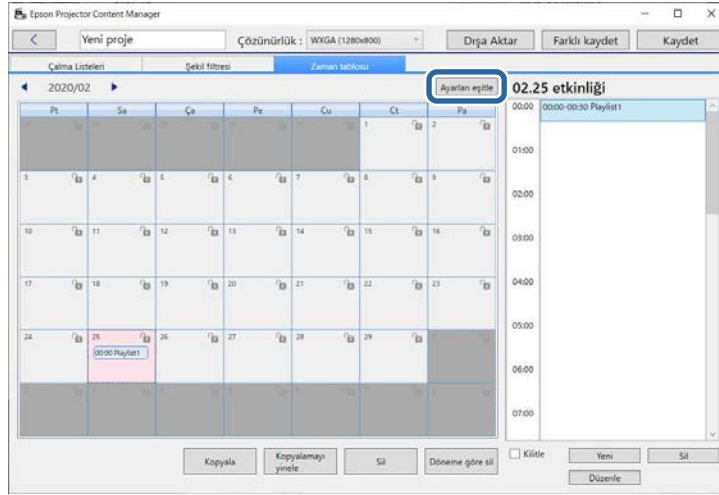 Epson Projector Content Manager
Yeni proje
Çözünürlük : WXGA (1280x800)
Dışa Aktar
Farklı kaydet
Kaydet
Çalma Listeleri
Şekil filtresi
Zaman tablosu
2020/02
Ayarları eşitle
Pt Sa Ça Pe Cu Ct Pa
1 2
3 4 5 6 7 8 9
10 11 12 13 14 15 16
17 18 19 20 21 22 23
24 25 26 27 28 29
00:00 Playlist1
Kopyala
Kopyalamayı
yinele
Sil
Döneme göre sil
02.25 etkinliği
00:00 00:00-00:30 Playlist1
01:00
02:00
03:00
04:00
05:00
06:00
07:00
Kilitle
Yeni
Sil
Düzenle